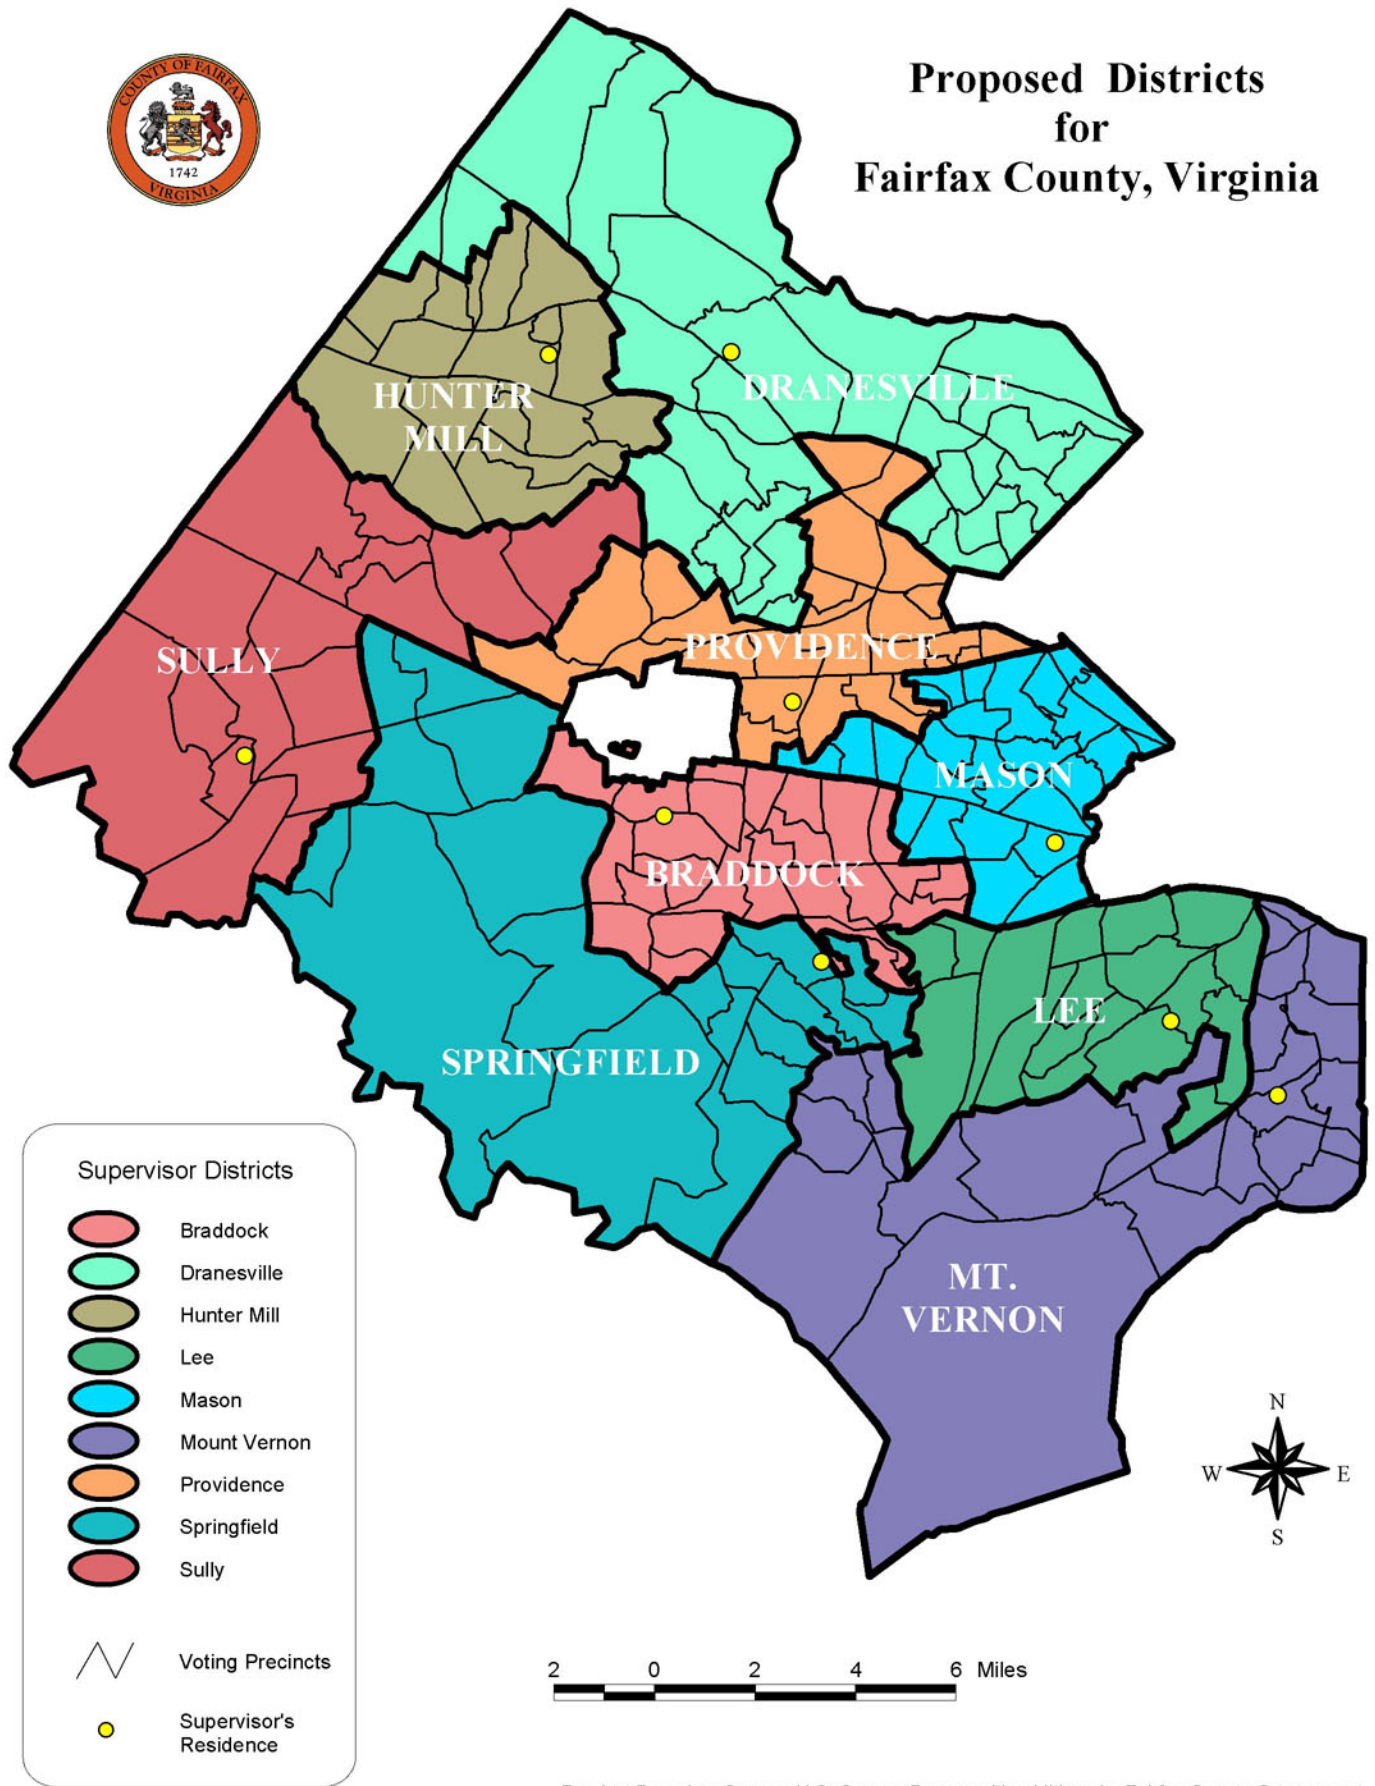 COUNTY OF FAIRFAX
1742
VIRGINIA
Proposed Districts
for
Fairfax County, Virginia
HUNTER
MILL
DRANESVILLE
SULLY
PROVIDENCE
MASON
BRADDOCK
LEE
SPRINGFIELD
MT.
VERNON
Supervisor Districts
Braddock
Dranesville
Hunter Mill
Lee
Mason
Mount Vernon
Providence
Springfield
Sully
Voting Precincts
Supervisor's
Residence
N
W E
S
2 0 2 4 6 Miles